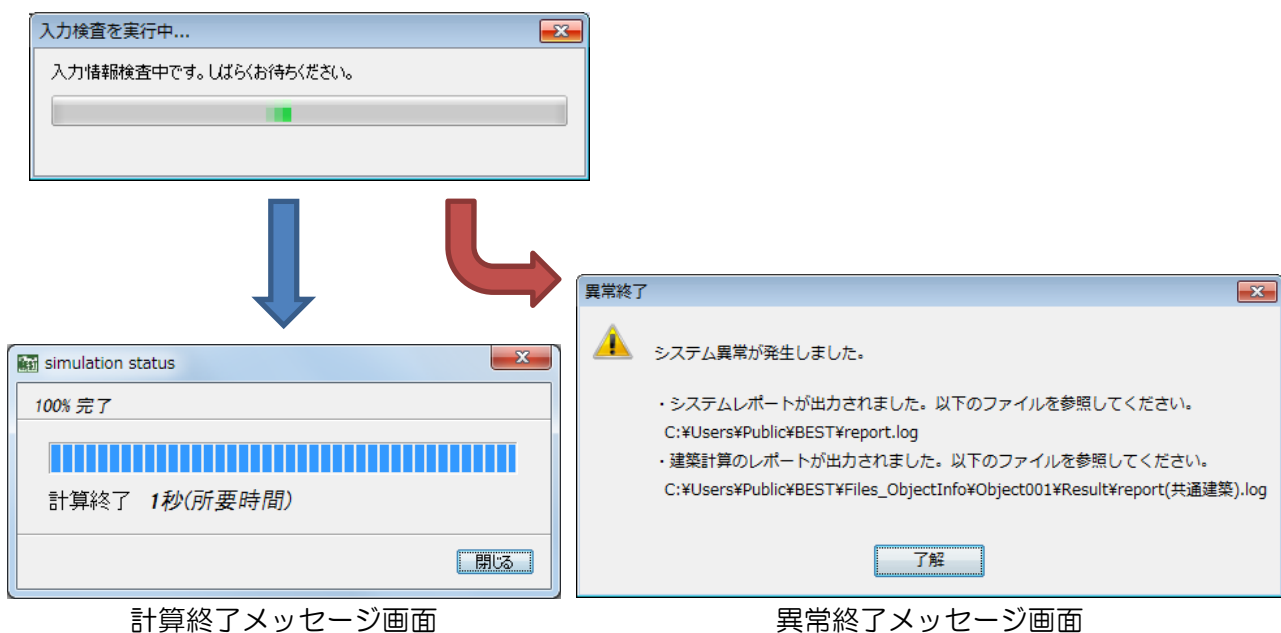 入力検査を実行中...
入力情報検査中です。しばらくお待ちください。
simulation status
100% 完了
計算終了 1秒(所要時間)
閉じる
計算終了メッセージ画面
異常終了
システム異常が発生しました。
・システムレポートが出力されました。以下のファイルを参照してください。
C:¥Users¥Public¥BEST¥report.log
・建築計算のレポートが出力されました。以下のファイルを参照してください。
C:¥Users¥Public¥BEST¥Files_ObjectInfo¥Object001¥Result¥report(共通建築).log
了解
異常終了メッセージ画面